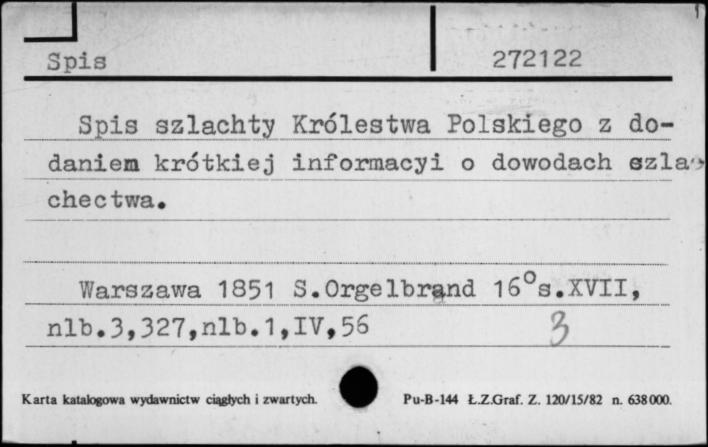 Spis 272122
Spis szlachty Królestwa Polskiego z do-
daniem krótkiej informacyi o dowodach szla-
chectwa.
Warszawa 1851 S.Orgelbrand 16°s.XVII,
nlb.3,327,nlb.1,IV,56
3
Karta katalogowa wydawnictw ciągłych i zwartych. Pu-B-144 Ł.Z.Graf. Z. 120/15/82 n. 638000.